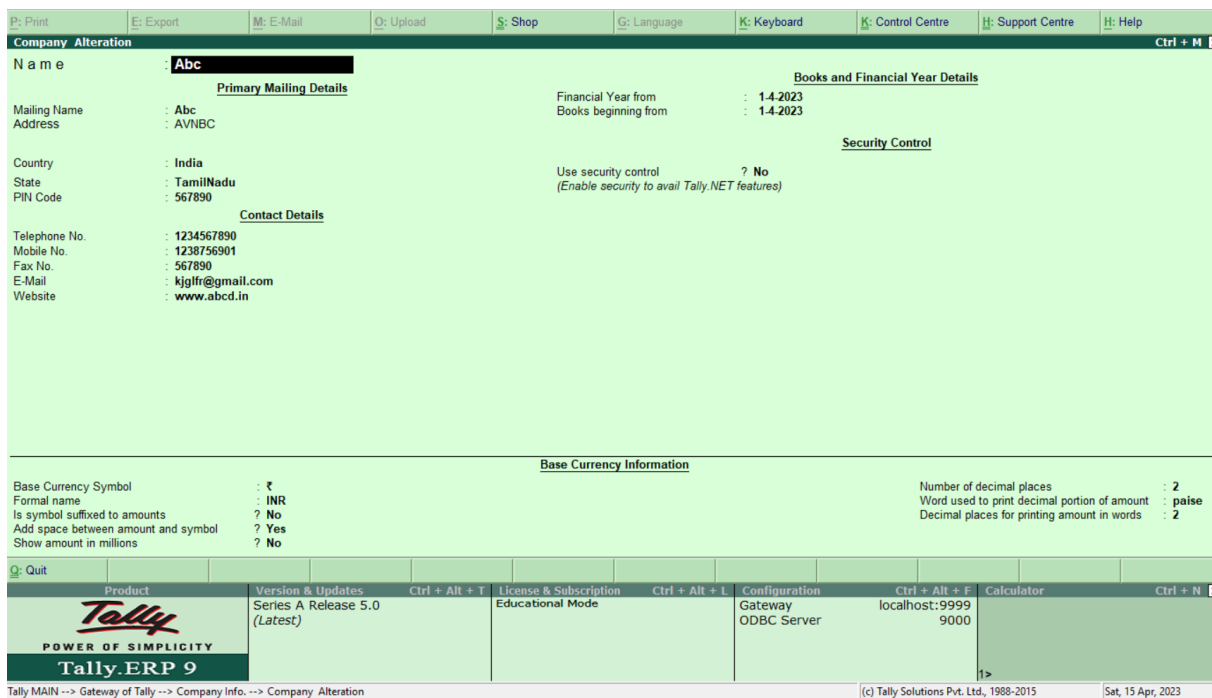 P: Print E: Export M: E-Mail O: Upload S: Shop G: Language K: Keyboard K: Control Centre H: Support Centre H: Help
Company Alteration Ctrl + M
Name : Abc
Primary Mailing Details
Mailing Name : Abc
Address : AVNBC
Country : India
State : TamilNadu
PIN Code : 567890
Contact Details
Telephone No. : 1234567890
Mobile No. : 1238756901
Fax No. : 567890
E-Mail : kjglfr@gmail.com
Website : www.abcd.in
Books and Financial Year Details
Financial Year from : 1-4-2023
Books beginning from : 1-4-2023
Security Control
Use security control ? No
(Enable security to avail Tally.NET features)
Base Currency Information
Base Currency Symbol : ₹
Formal name : INR
Is symbol suffixed to amounts ? No
Add space between amount and symbol ? Yes
Show amount in millions ? No
Number of decimal places : 2
Word used to print decimal portion of amount : paise
Decimal places for printing amount in words : 2
Q: Quit
Product Version & Updates Ctrl + Alt + T License & Subscription Ctrl + Alt + L Configuration Ctrl + Alt + F Calculator Ctrl + N
Tally
POWER OF SIMPLICITY
Tally.ERP 9
Series A Release 5.0
(Latest)
Educational Mode
Gateway localhost:9999
ODBC Server 9000
1>
Tally MAIN --> Gateway of Tally --> Company Info. --> Company Alteration (c) Tally Solutions Pvt. Ltd., 1988-2015 Sat, 15 Apr, 2023